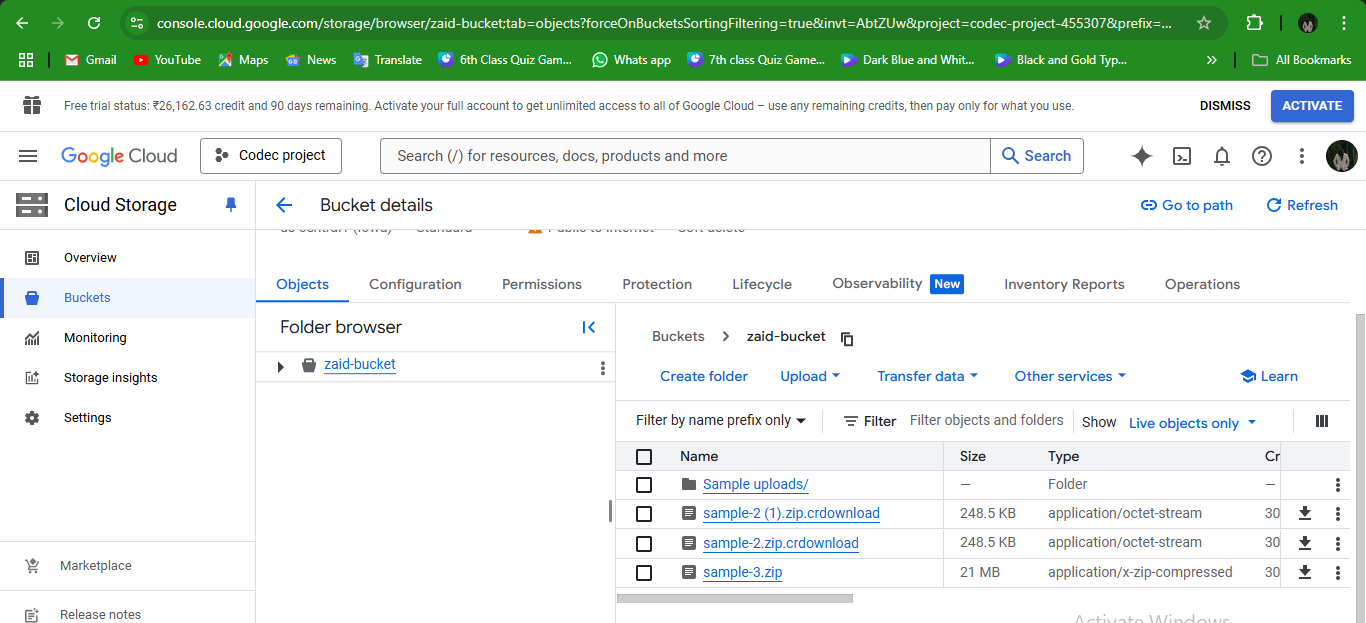 console.cloud.google.com/storage/browser/zaid-bucket;tab=objects?forceOnBucketsSortingFiltering=true&invt=AbtZUw&project=codec-project-455307&prefix=...
Gmail YouTube Maps News Translate 6th Class Quiz Gam... Whats app 7th class Quiz Game... Dark Blue and Whit... Black and Gold Typ... » All Bookmarks
Free trial status: ₹26,162.63 credit and 90 days remaining. Activate your full account to get unlimited access to all of Google Cloud – use any remaining credits, then pay only for what you use. DISMISS ACTIVATE
Google Cloud Codec project Search (/) for resources, docs, products and more Search
Cloud Storage Bucket details Go to path Refresh
us-central1 (Iowa) Standard Public to internet Soft delete
Overview
Buckets
Monitoring
Storage insights
Settings
Marketplace
Release notes
Objects Configuration Permissions Protection Lifecycle Observability New Inventory Reports Operations
Folder browser
zaid-bucket
Buckets > zaid-bucket
Create folder Upload Transfer data Other services Learn
Filter by name prefix only Filter Filter objects and folders Show Live objects only
Name Size Type Cr
Sample uploads/ — Folder —
sample-2 (1).zip.crdownload 248.5 KB application/octet-stream 30
sample-2.zip.crdownload 248.5 KB application/octet-stream 30
sample-3.zip 21 MB application/x-zip-compressed 30
Activate Windows